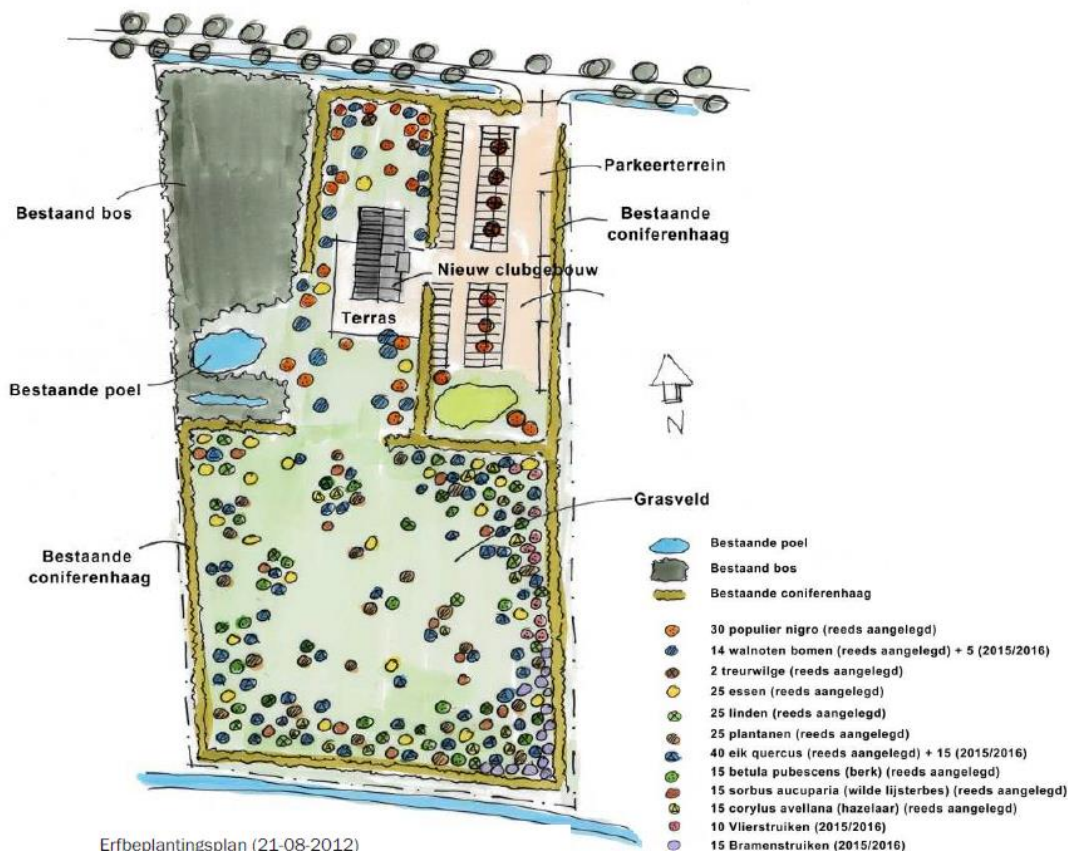 Parkeerterrein
Bestaand bos
Bestaande
coniferenhaag
Nieuw clubgebouw
Terras
Bestaande poel
N
Grasveld
Bestaande
coniferenhaag
Bestaande poel
Bestaand bos
Bestaande coniferenhaag
30 populier nigro (reeds aangelegd)
14 walnoten bomen (reeds aangelegd) + 5 (2015/2016)
2 treurwilge (reeds aangelegd)
25 essen (reeds aangelegd)
25 linden (reeds aangelegd)
25 plantanen (reeds aangelegd)
40 eik quercus (reeds aangelegd) + 15 (2015/2016)
15 betula pubescens (berk) (reeds aangelegd)
15 sorbus aucuparia (wilde lijsterbes) (reeds aangelegd)
15 corylus avellana (hazelaar) (reeds aangelegd)
10 Vlierstruiken (2015/2016)
15 Bramenstruiken (2015/2016)
Erfbeplantingsplan (21-08-2012)